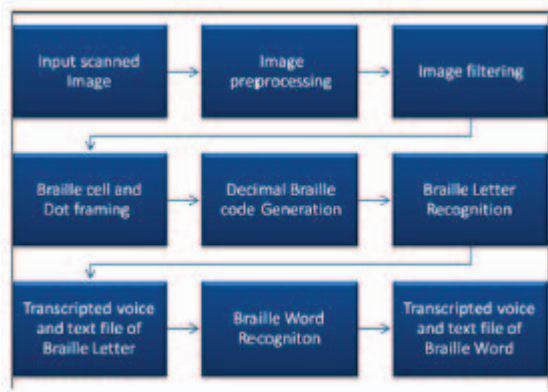 Input scanned
Image
Image
preprocessing
Image filtering
Braille cell and
Dot framing
Decimal Braille
code Generation
Braille Letter
Recognition
Transcripted voice
and text file of
Braille Letter
Braille Word
Recogniton
Transcripted voice
and text file of
Braille Word